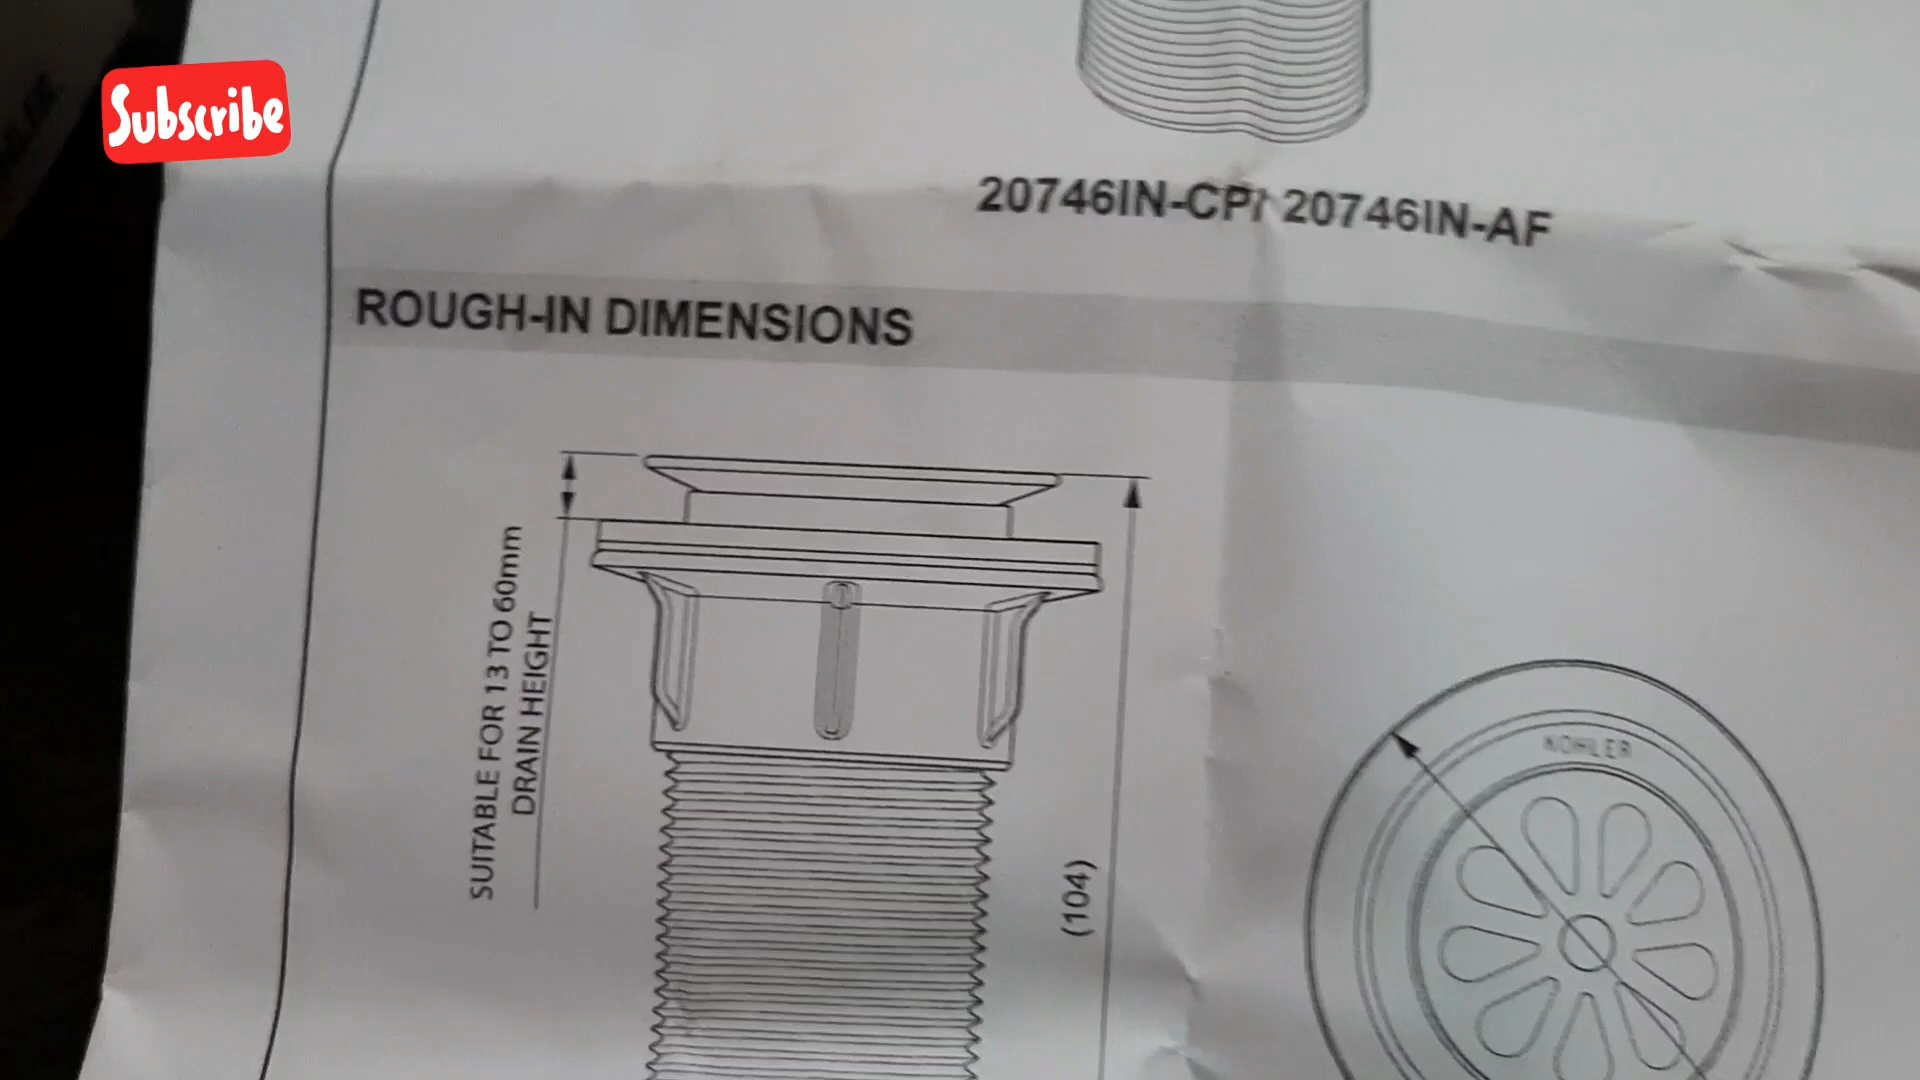 Subscribe
20746IN-CP/ 20746IN-AF
ROUGH-IN DIMENSIONS
SUITABLE FOR 13 TO 60mm
DRAIN HEIGHT
(104)
KOHLER